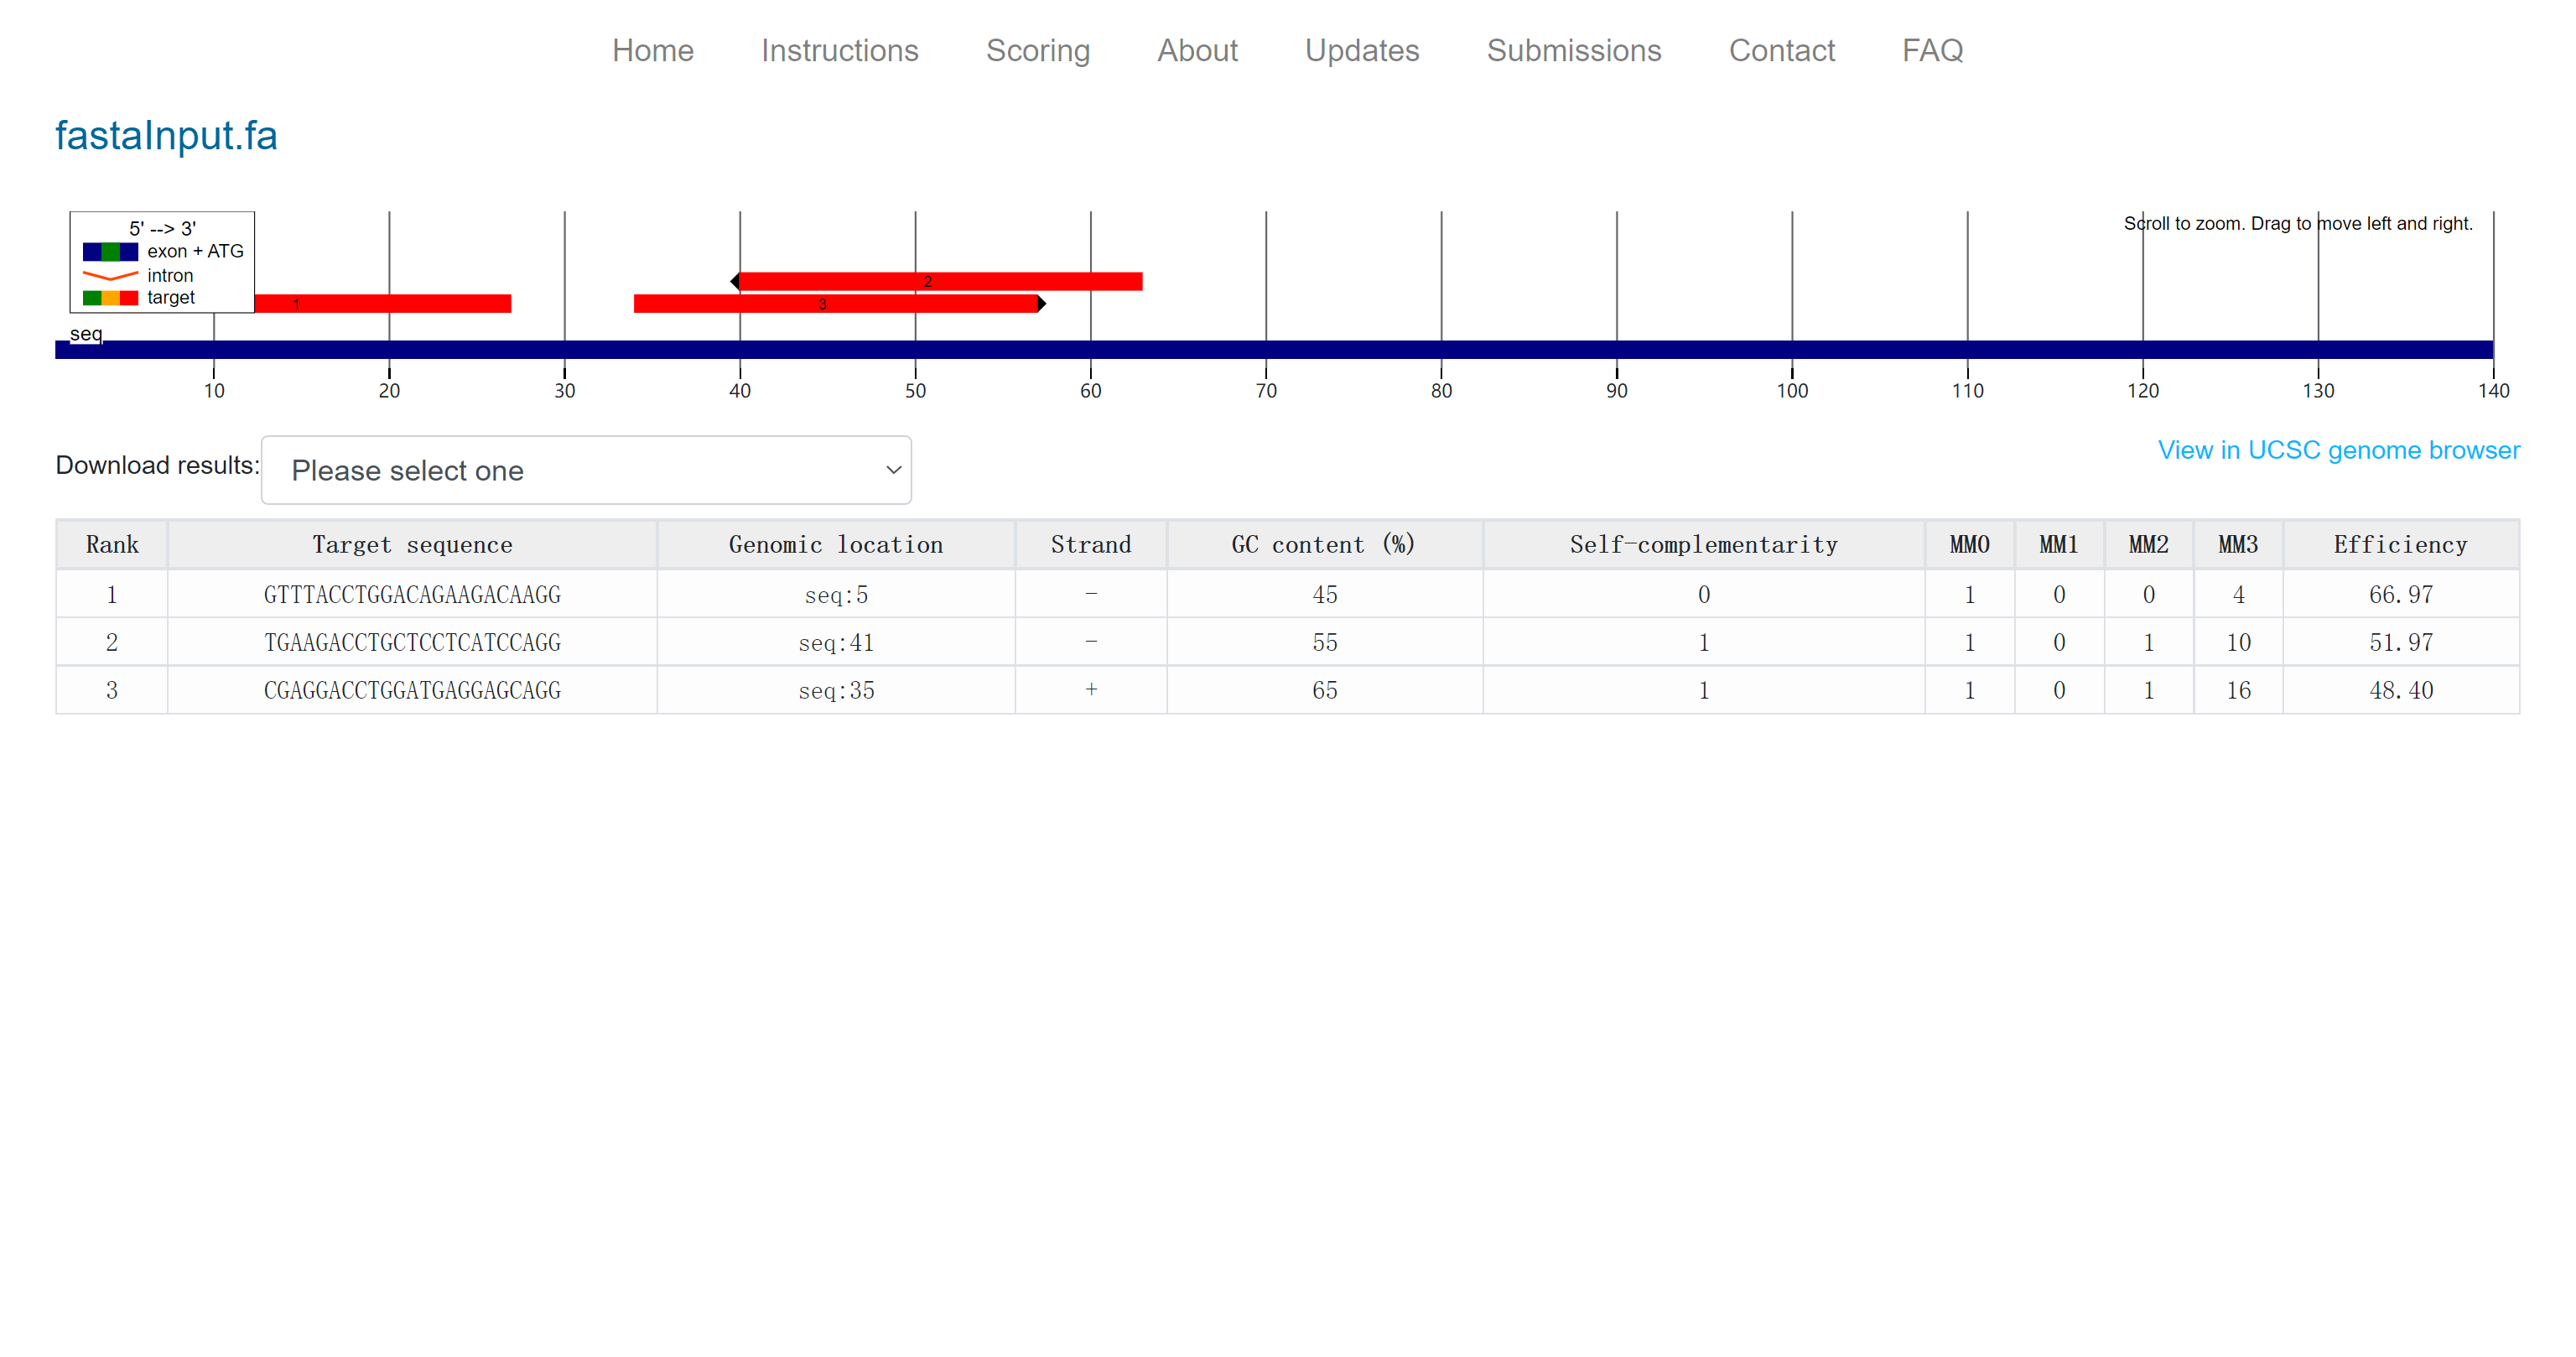 Home Instructions Scoring About Updates Submissions Contact FAQ
fastaInput.fa
5' --> 3'
exon + ATG
intron
target
Scroll to zoom. Drag to move left and right.
2
1 3
seq
10 20 30 40 50 60 70 80 90 100 110 120 130 140
Download results: Please select one View in UCSC genome browser
Rank Target sequence Genomic location Strand GC content (%) Self-complementarity MM0 MM1 MM2 MM3 Efficiency
1 GTTTACCTGGACAGAAGACAAGG seq:5 - 45 0 1 0 0 4 66.97
2 TGAAGACCTGCTCCTCATCCAGG seq:41 - 55 1 1 0 1 10 51.97
3 CGAGGACCTGGATGAGGAGCAGG seq:35 + 65 1 1 0 1 16 48.40